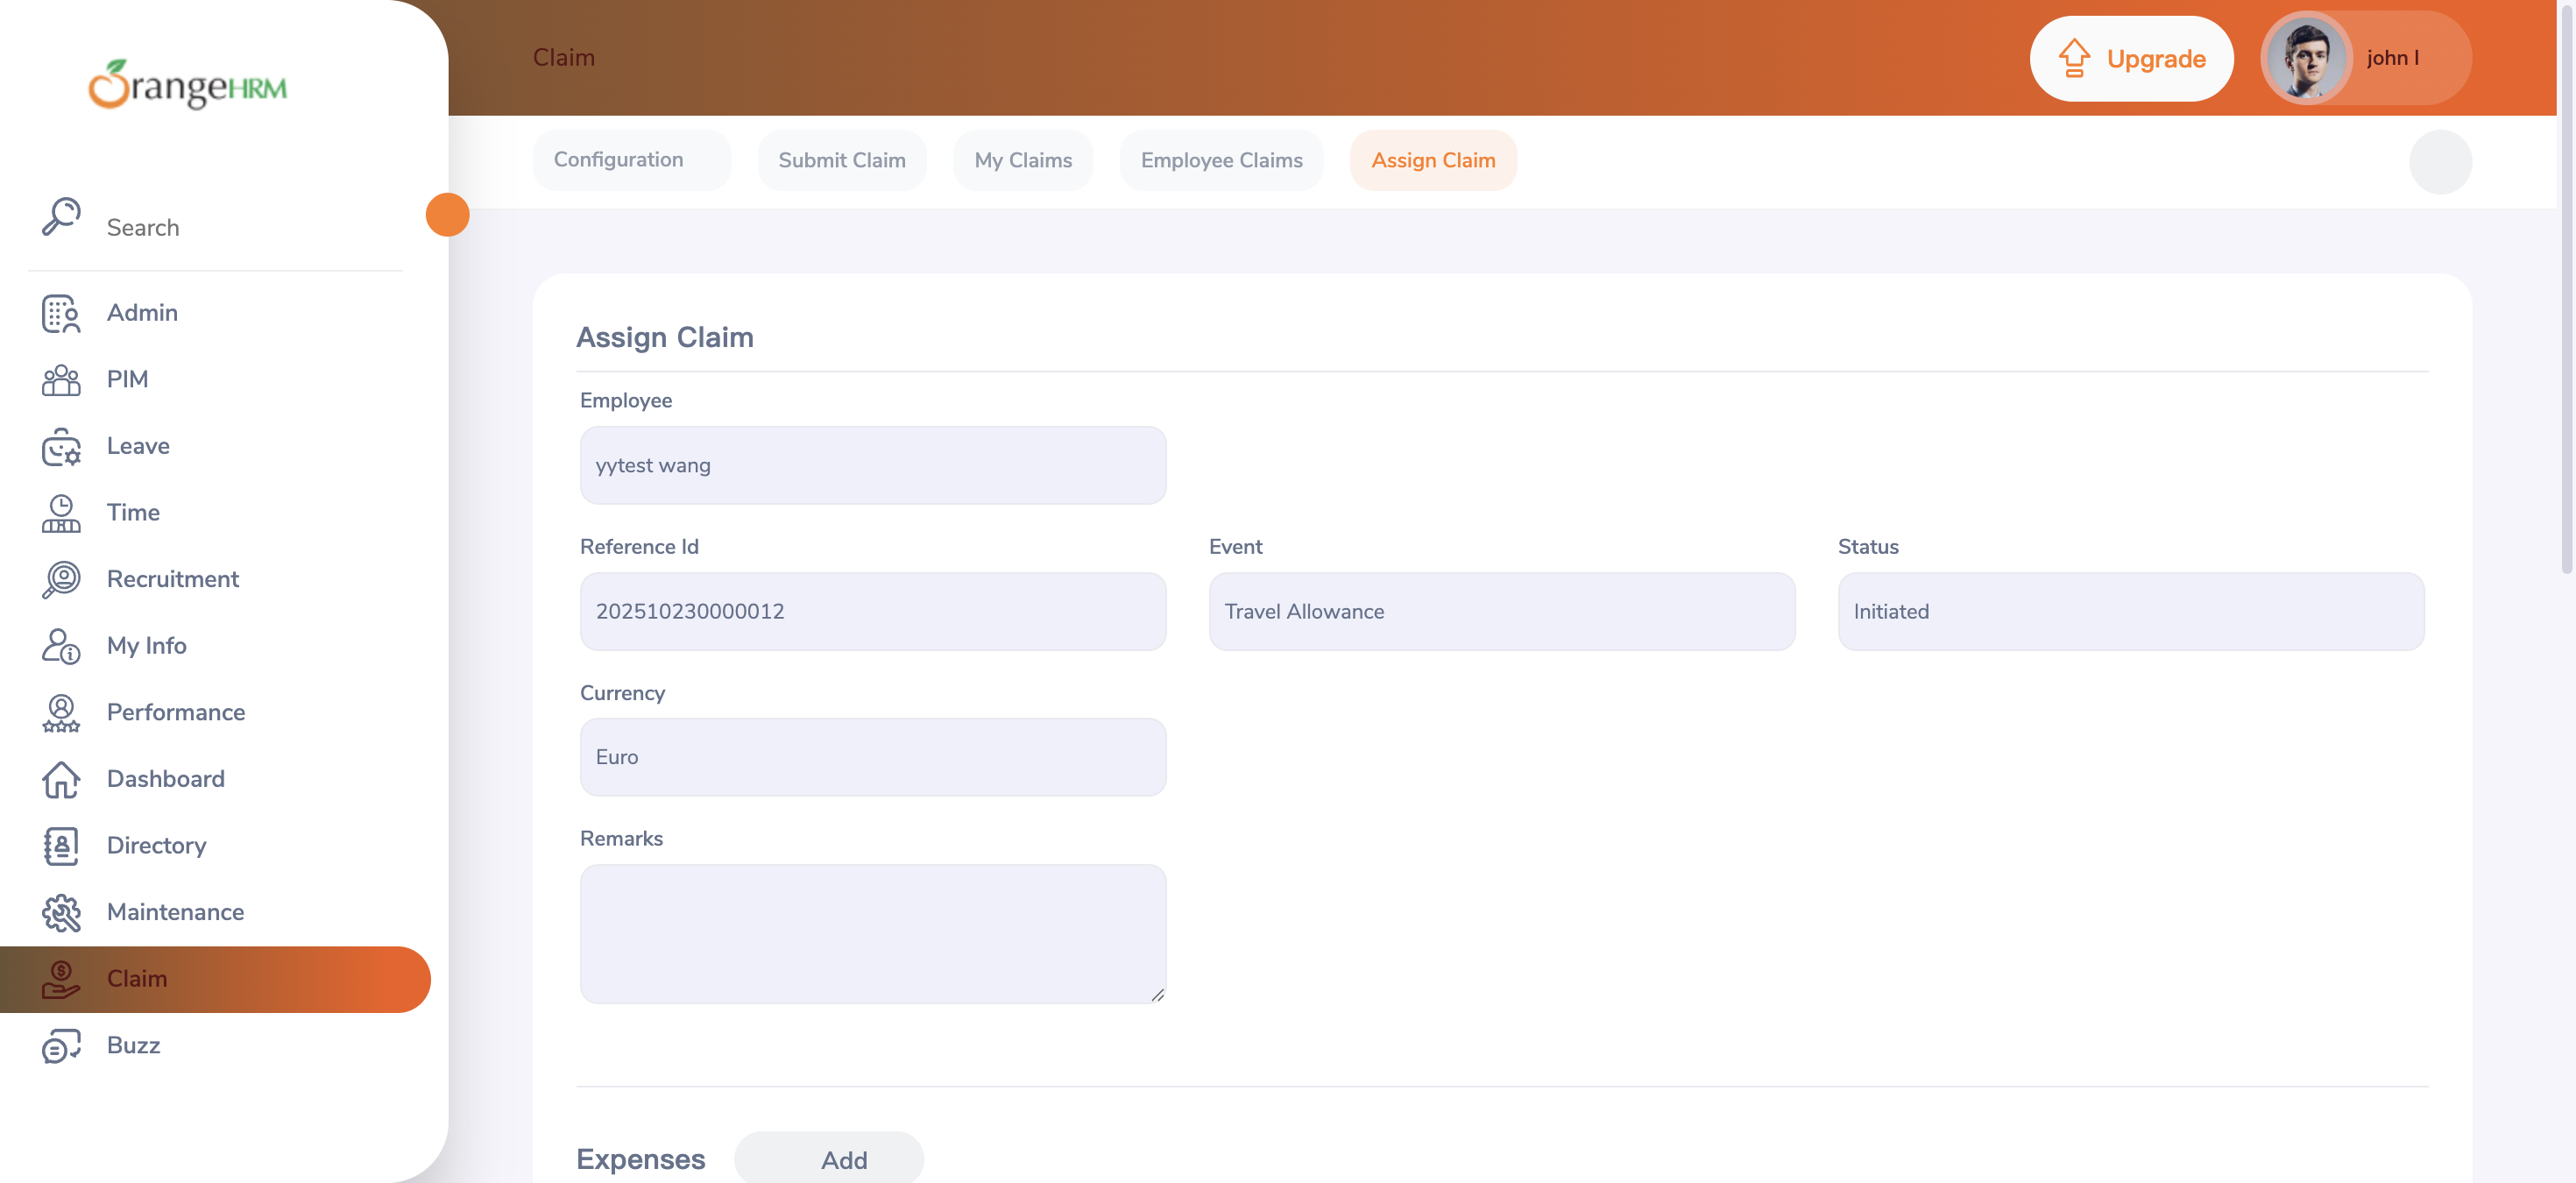 OrangeHRM
Claim
Upgrade
john l
Configuration
Submit Claim
My Claims
Employee Claims
Assign Claim
Search
Admin
PIM
Leave
Time
Recruitment
My Info
Performance
Dashboard
Directory
Maintenance
Claim
Buzz
Assign Claim
Employee
yytest wang
Reference Id
Event
Status
202510230000012
Travel Allowance
Initiated
Currency
Euro
Remarks
Expenses
Add